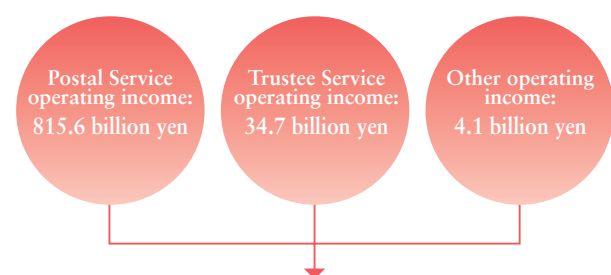 Postal Service
operating income:
815.6 billion yen
Trustee Service
operating income:
34.7 billion yen
Other operating
income:
4.1 billion yen